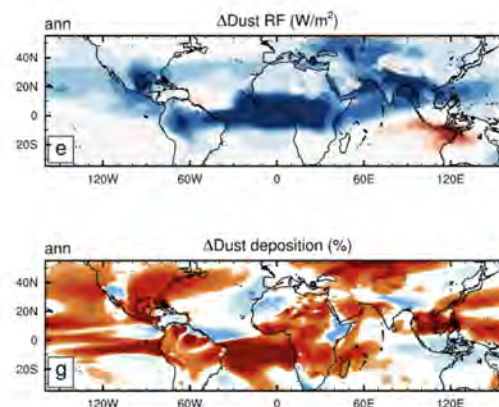 ann ΔDust RF (W/m²)
40N
20N
0
20S
e
120W 60W 0 60E 120E
ann ΔDust deposition (%)
40N
20N
0
20S
g
120W 60W 0 60E 120E